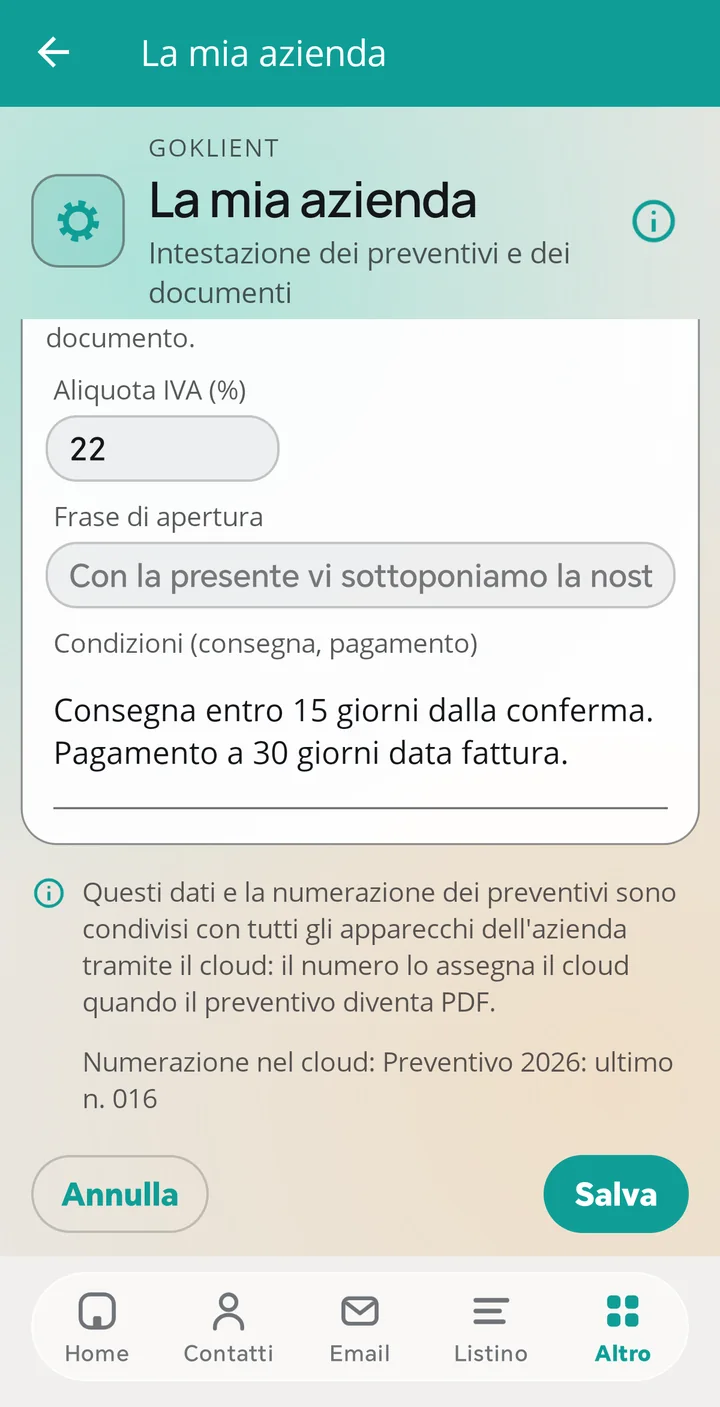 La mia azienda
GOKLIENT
La mia azienda
Intestazione dei preventivi e dei
documenti
documento.
Aliquota IVA (%)
22
Frase di apertura
Con la presente vi sottoponiamo la nost
Condizioni (consegna, pagamento)
Consegna entro 15 giorni dalla conferma.
Pagamento a 30 giorni data fattura.
Questi dati e la numerazione dei preventivi sono
condivisi con tutti gli apparecchi dell'azienda
tramite il cloud: il numero lo assegna il cloud
quando il preventivo diventa PDF.
Numerazione nel cloud: Preventivo 2026: ultimo
n. 016
Annulla
Salva
Home
Contatti
Email
Listino
Altro